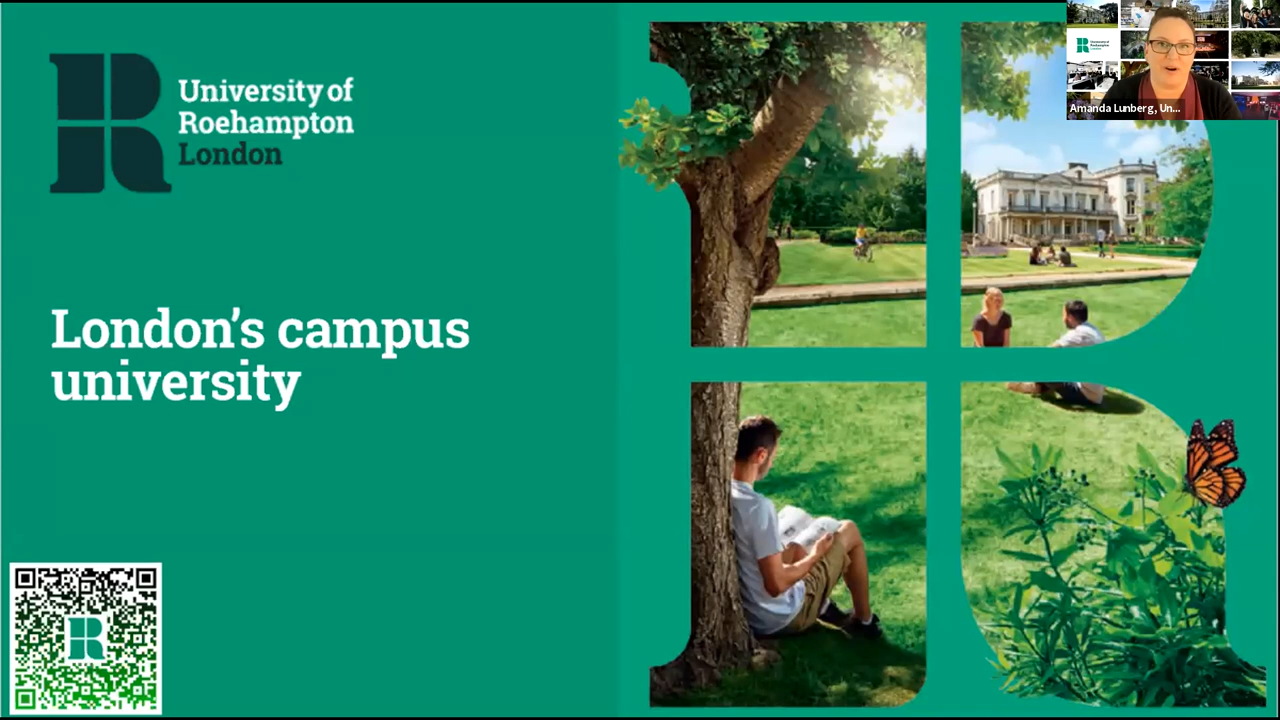 University of
Roehampton
London
London's campus
university
Amanda Lunberg, Un...